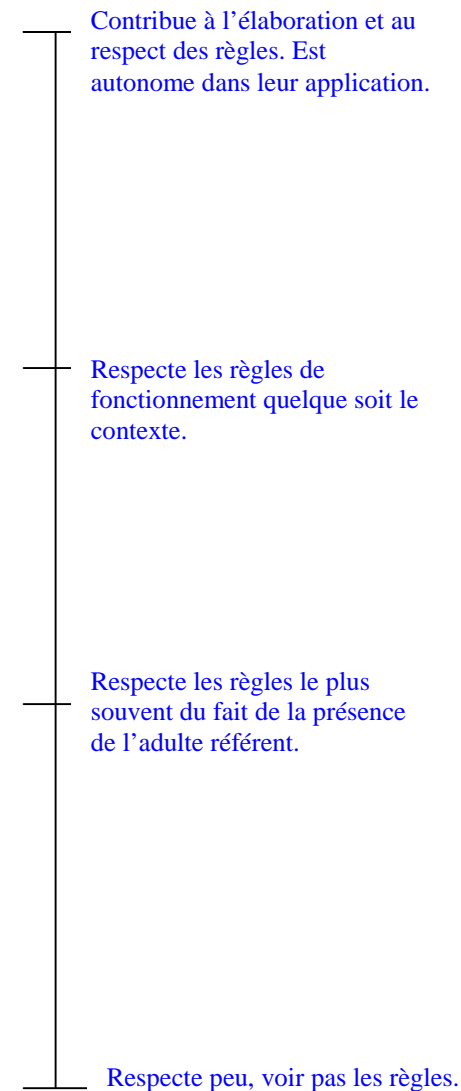 Contribue à l’élaboration et au
respect des règles. Est
autonome dans leur application.
Respecte les règles de
fonctionnement quelque soit le
contexte.
Respecte les règles le plus
souvent du fait de la présence
de l’adulte référent.
Respecte peu, voir pas les règles.